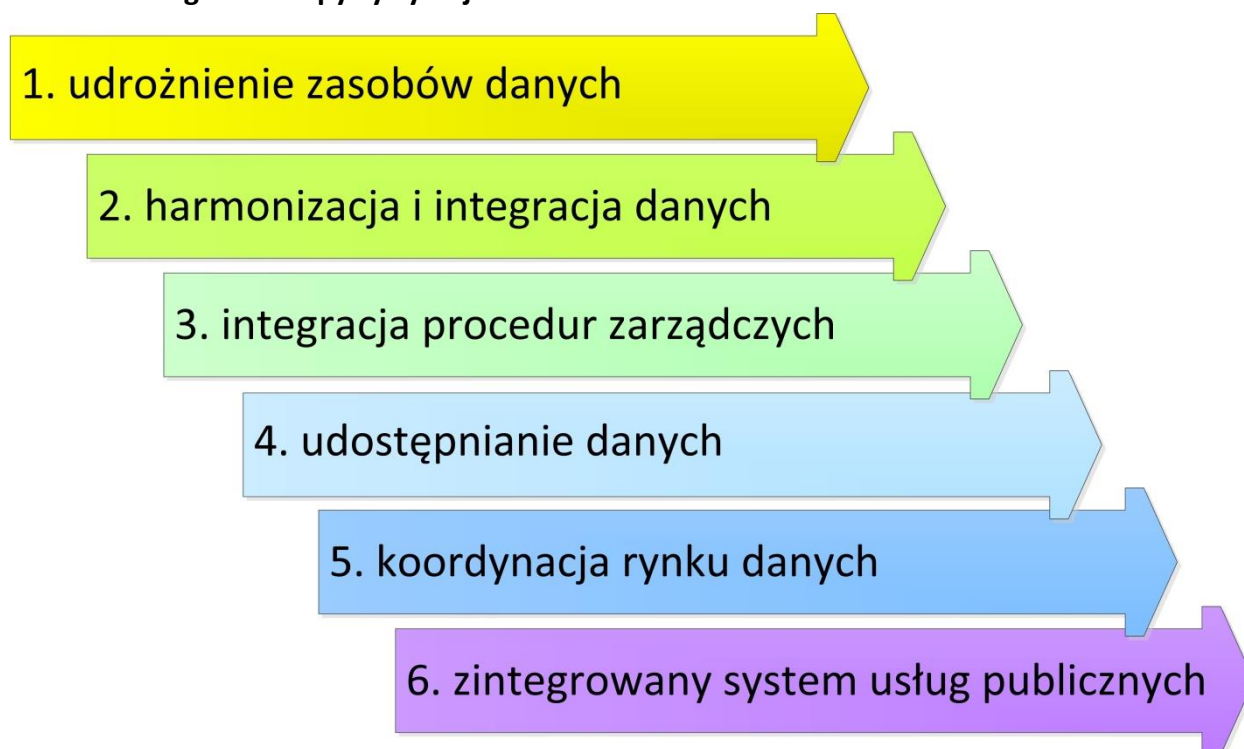 1. udrożnienie zasobów danych
2. harmonizacja i integracja danych
3. integracja procedur zarządczych
4. udostępnianie danych
5. koordynacja rynku danych
6. zintegrowany system usług publicznych